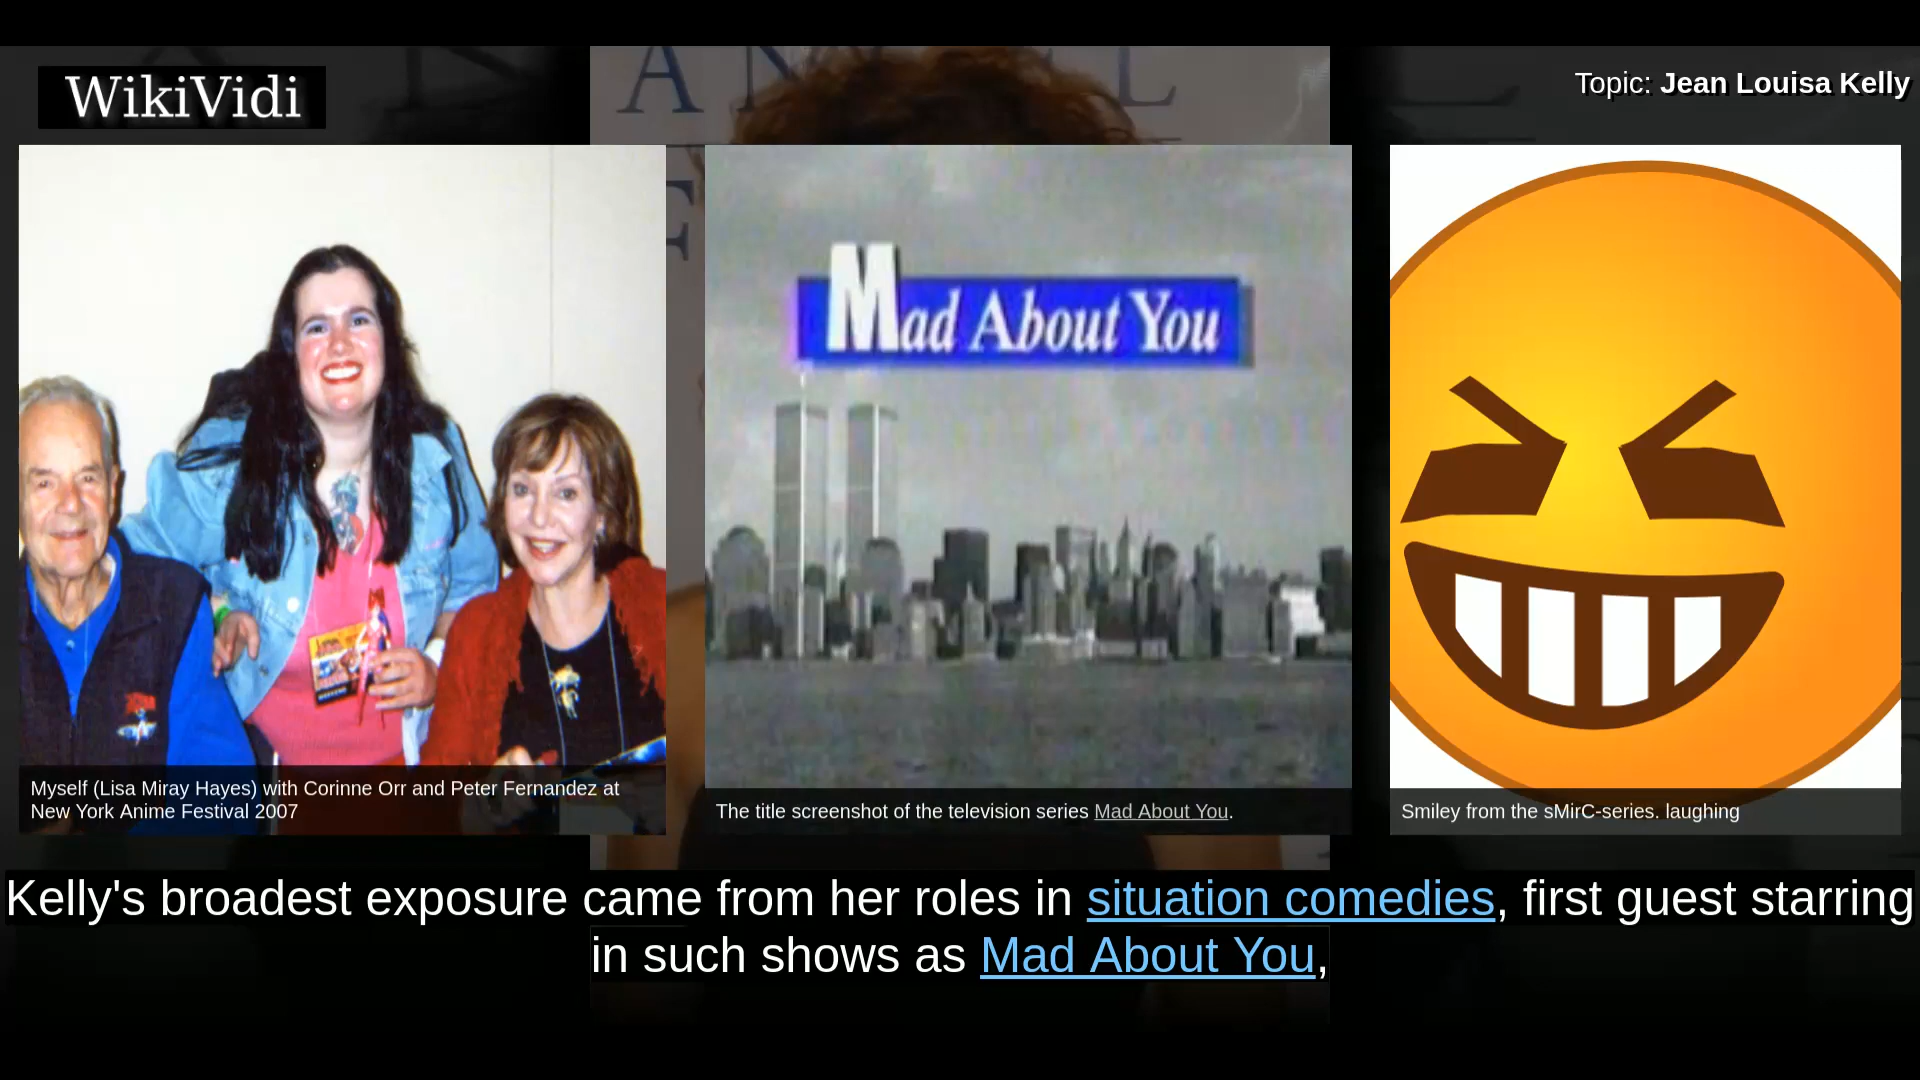 WikiVidi
Topic: Jean Louisa Kelly
Mad About You
Myself (Lisa Miray Hayes) with Corinne Orr and Peter Fernandez at
New York Anime Festival 2007
The title screenshot of the television series Mad About You.
Smiley from the sMirC-series. laughing
Kelly's broadest exposure came from her roles in situation comedies, first guest starring
in such shows as Mad About You,